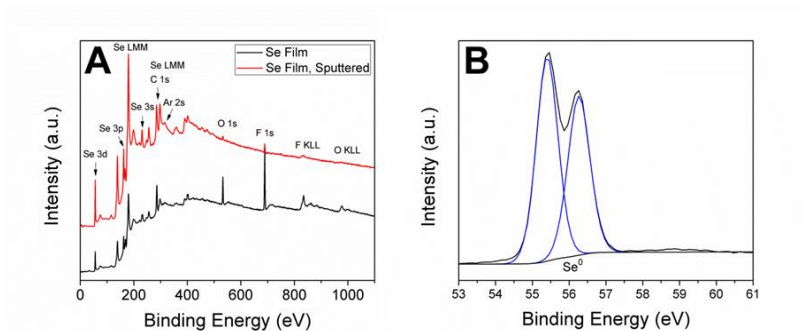 A
Se Film
Se Film, Sputtered
Se LMM
Se LMM
C 1s
Ar 2s
Se 3s
Se 3p
Se 3d
O 1s
F 1s
F KLL
O KLL
Intensity (a.u.)
0 200 400 600 800 1000
Binding Energy (eV)
B
Se⁰
Intensity (a.u.)
53 54 55 56 57 58 59 60 61
Binding Energy (eV)